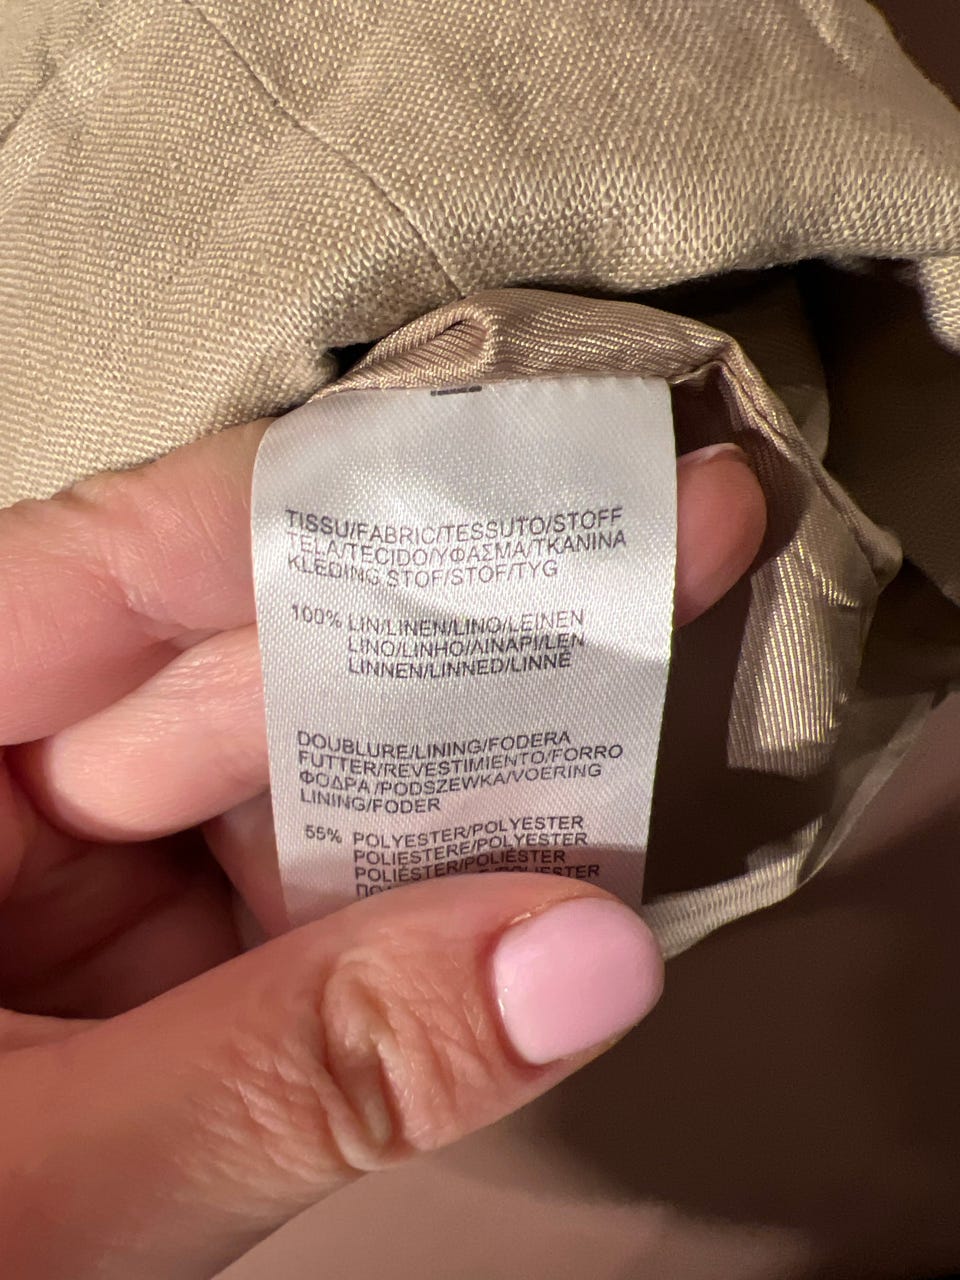 TISSU/FABRIC/TESSUTO/STOFF
TELA/TECIDO/ΥΦΑΣΜΑ/TKANINA
KLEDING STOF/STOF/TYG
100% LIN/LINEN/LINO/LEINEN
LINO/LINHO/ΛΙΝΑΡΙ/LEN
LINNEN/LINNED/LINNE
DOUBLURE/LINING/FODERA
FUTTER/REVESTIMIENTO/FORRO
ΦΟΔΡΑ/PODSZEWKA/VOERING
LINING/FODER
55% POLYESTER/POLYESTER
POLIESTERE/POLYESTER
POLIÉSTER/POLIÉSTER